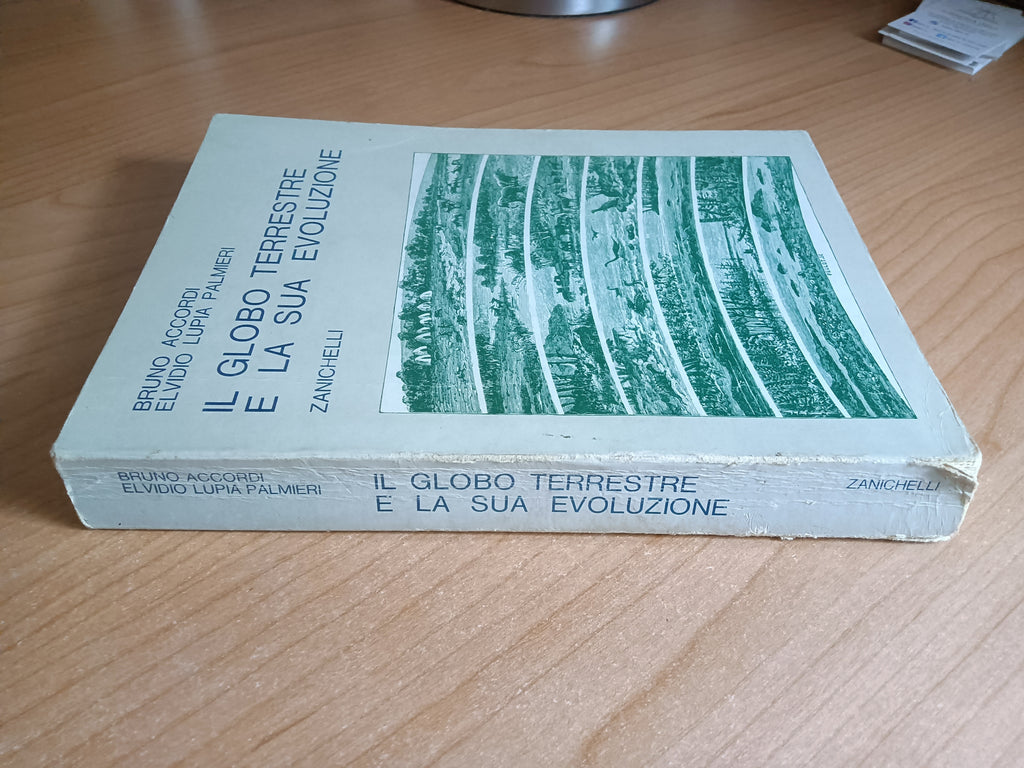 BRUNO ACCORDI
ELVIDIO LUPIA PALMIERI
IL GLOBO TERRESTRE
E LA SUA EVOLUZIONE
ZANICHELLI
BRUNO ACCORDI
ELVIDIO LUPIA PALMIERI
IL GLOBO TERRESTRE
E LA SUA EVOLUZIONE
ZANICHELLI